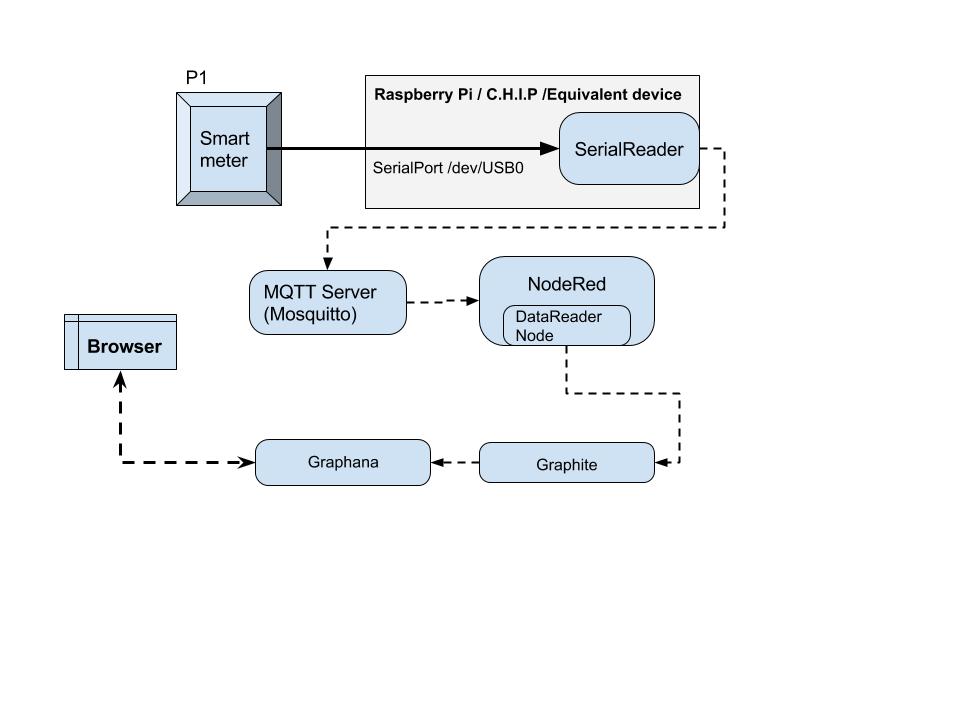 P1
Smart
meter
Raspberry Pi / C.H.I.P /Equivalent device
SerialReader
SerialPort /dev/USB0
MQTT Server
(Mosquitto)
NodeRed
DataReader
Node
Browser
Graphana
Graphite